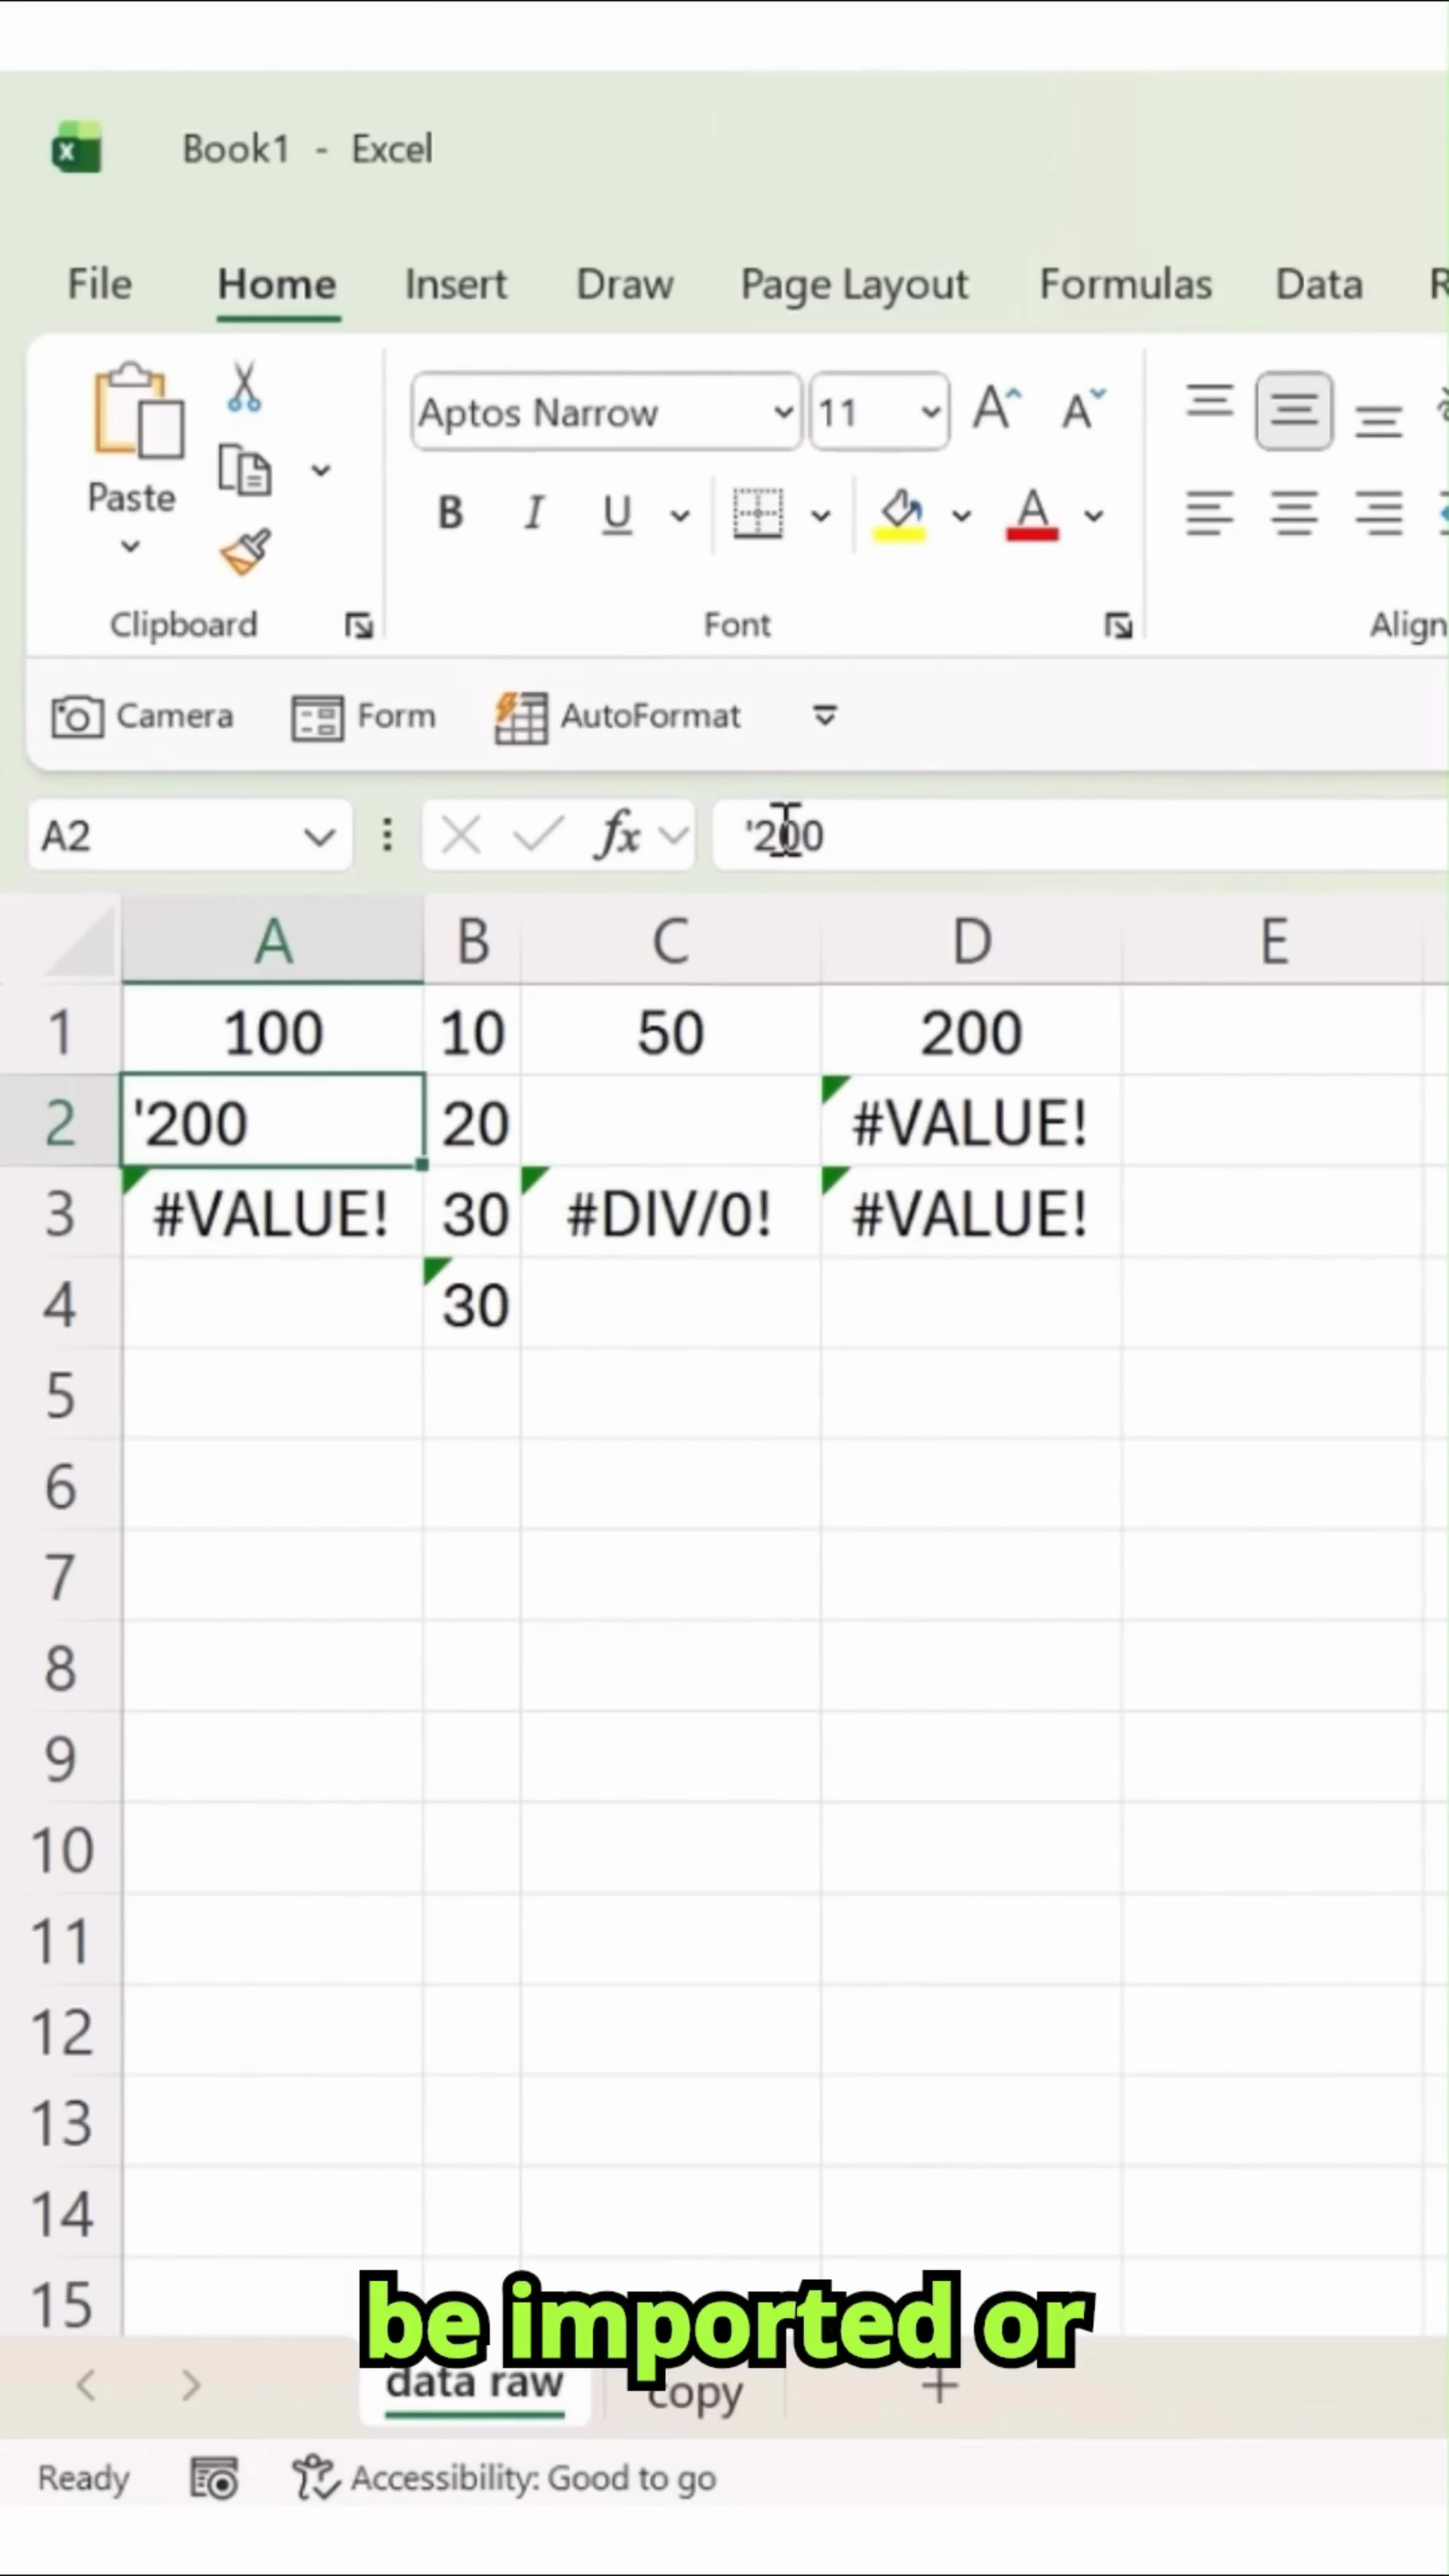 Book1 - Excel
File Home Insert Draw Page Layout Formulas Data R
Aptos Narrow 11
Paste
B I U
Clipboard Font Align
Camera Form AutoFormat
A2 fx '200
A B C D E
1 100 10 50 200
2 '200 20 #VALUE!
3 #VALUE! 30 #DIV/0! #VALUE!
4 30
5
6
7
8
9
10
11
12
13
14
15
be imported or
data raw copy
Ready Accessibility: Good to go